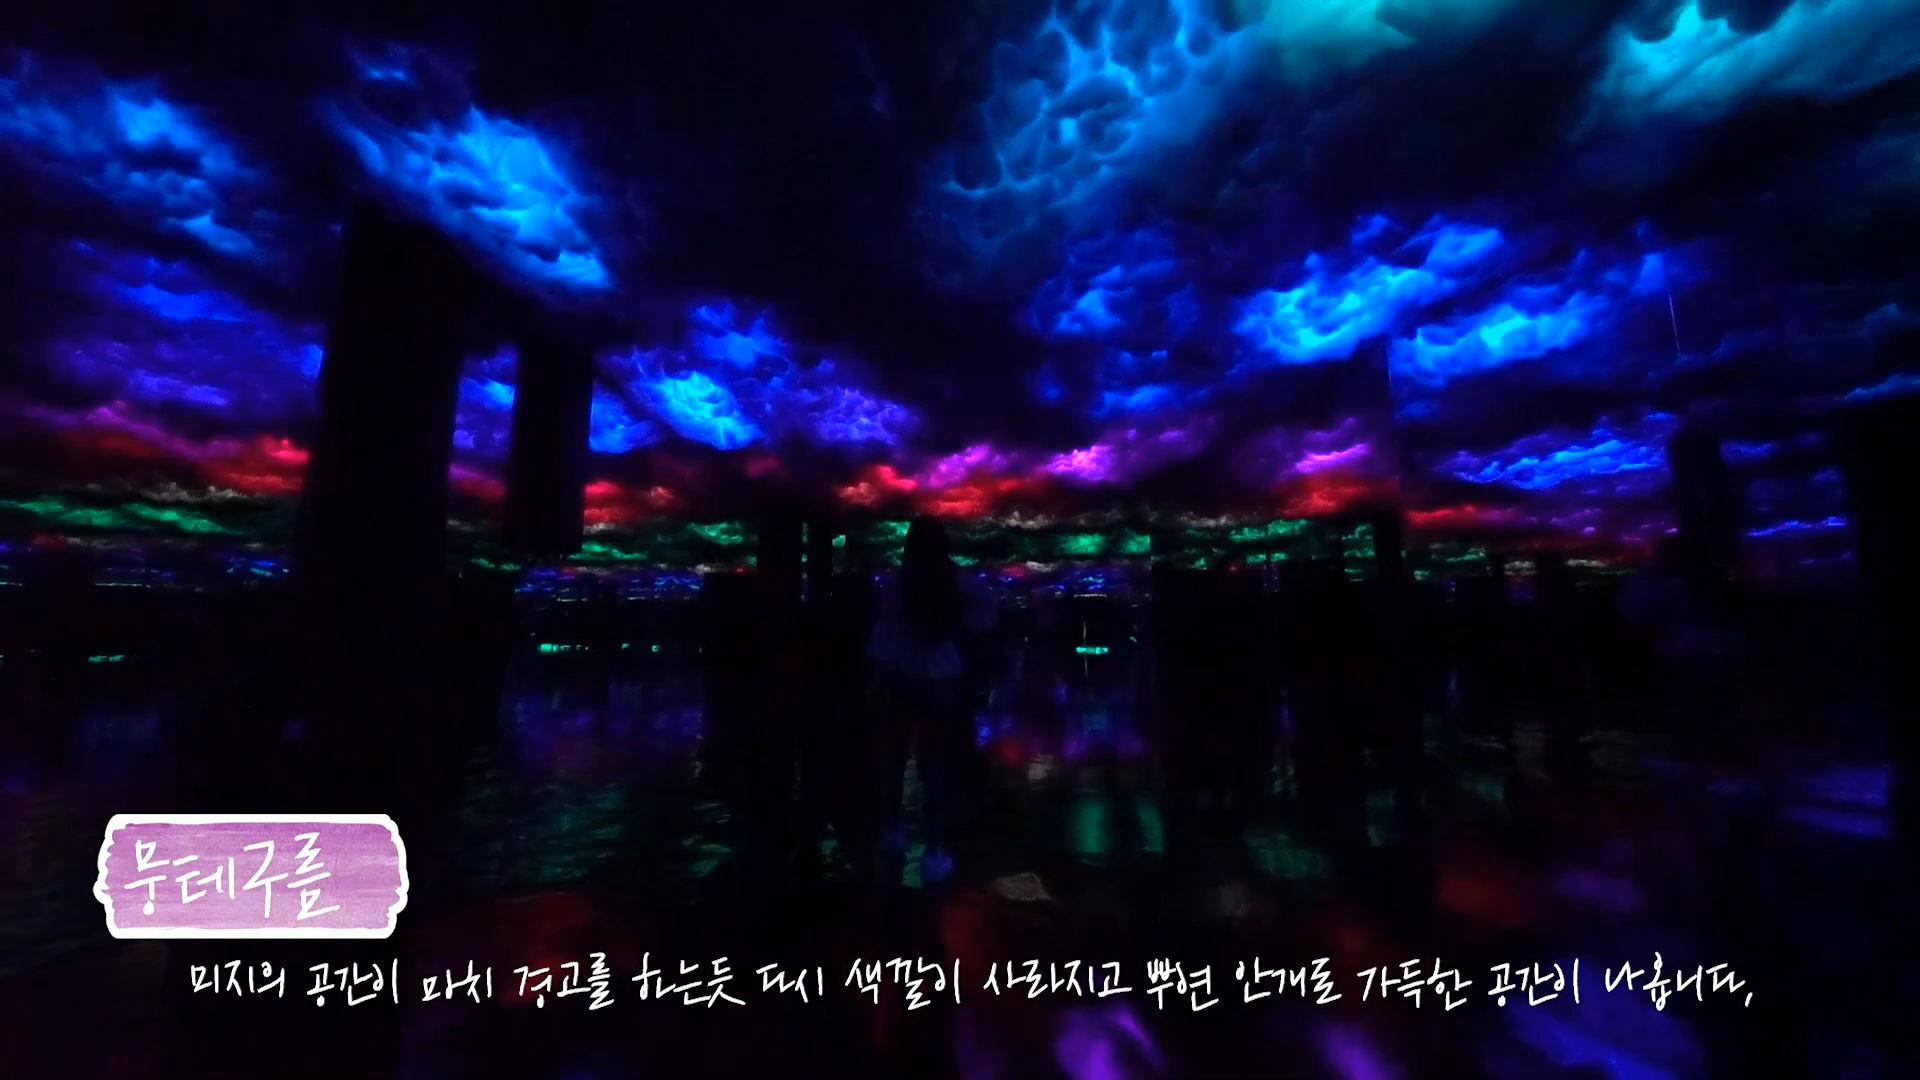 뭉테구름
미지의 공간이 마치 경고를 하는듯 다시 색깔이 사라지고 뿌연 안개로 가득한 공간이 나옵니다,